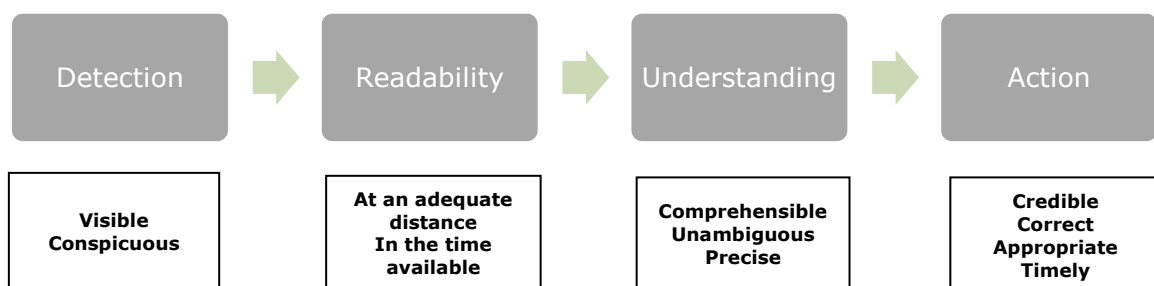 Detection
Readability
Understanding
Action
Visible
Conspicuous
At an adequate
distance
In the time
available
Comprehensible
Unambiguous
Precise
Credible
Correct
Appropriate
Timely